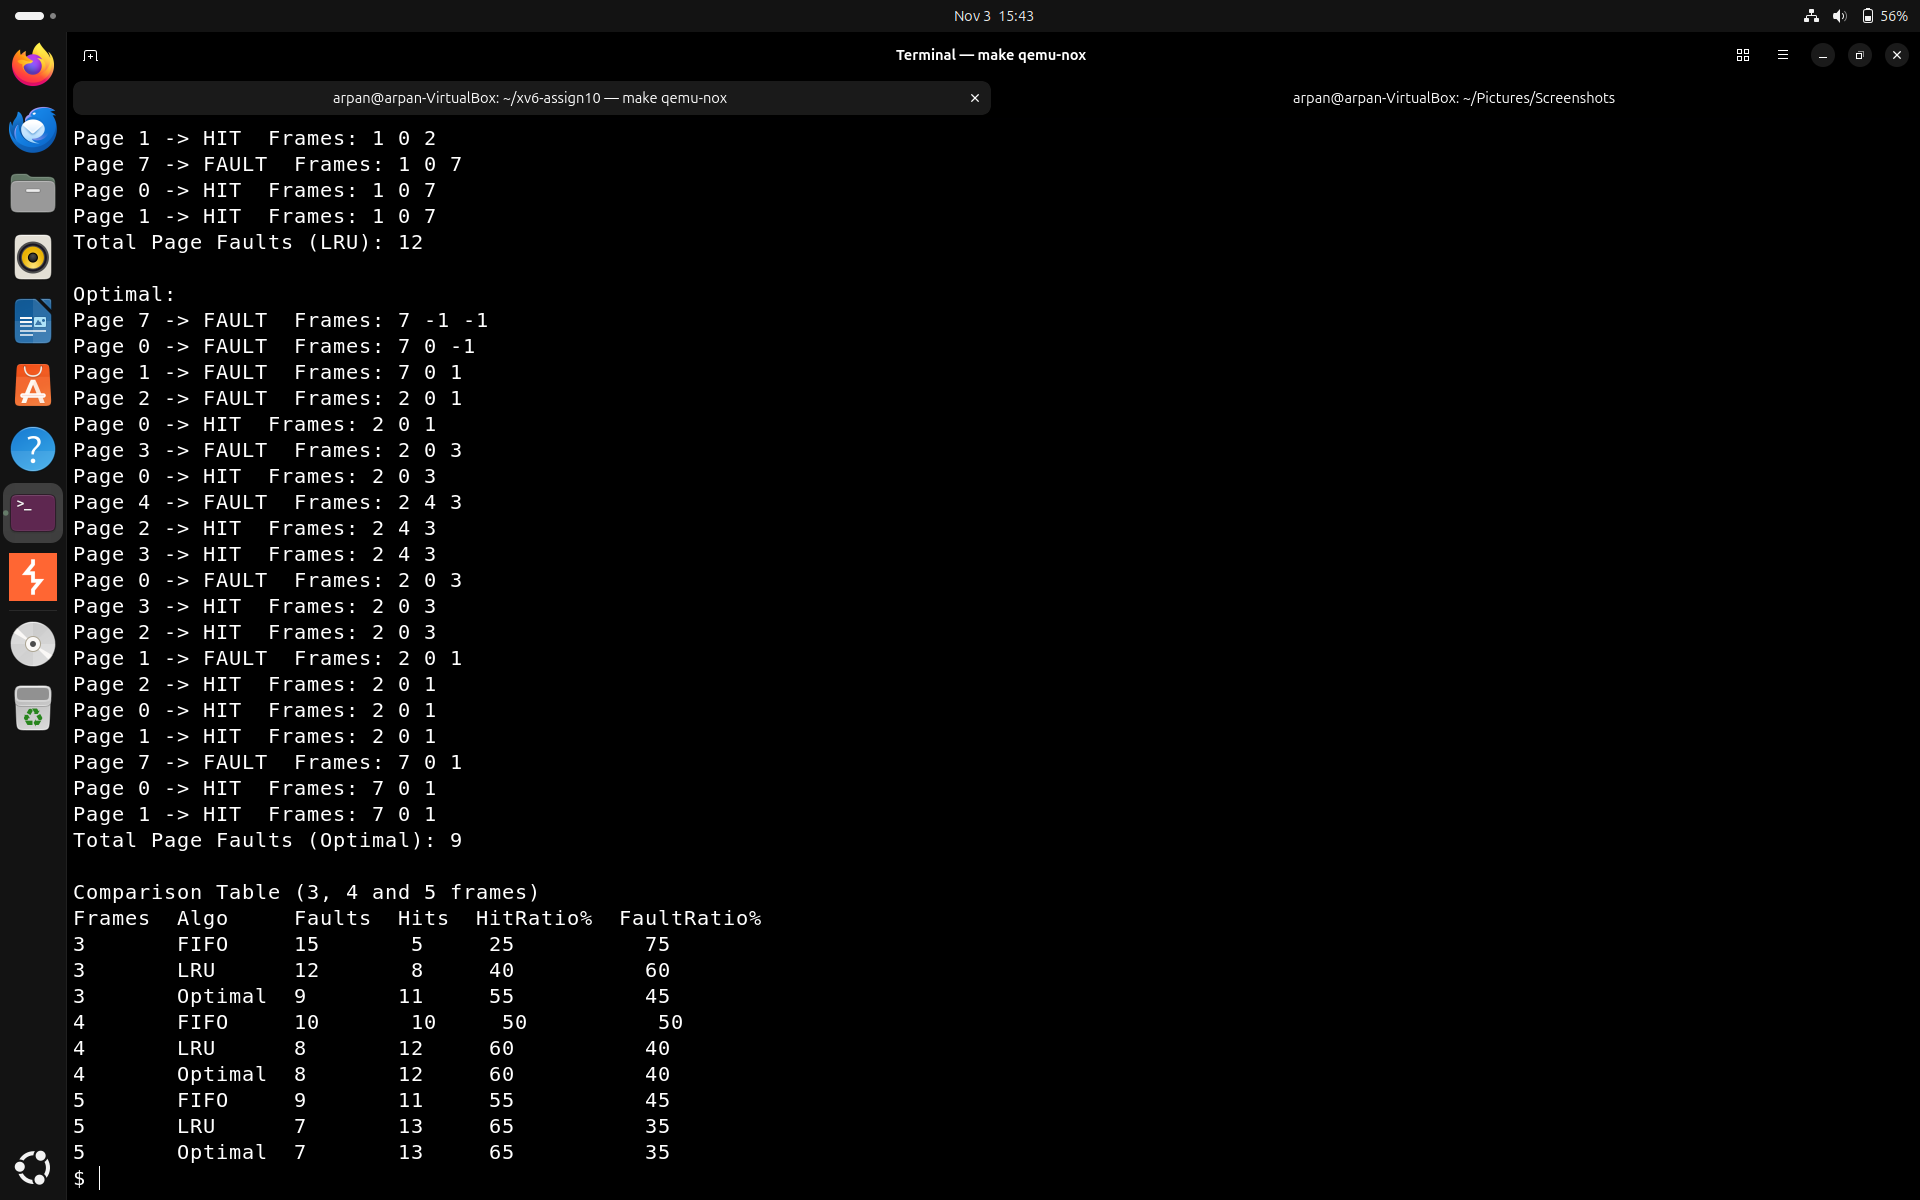 Nov 3 15:43
56%
Terminal — make qemu-nox
arpan@arpan-VirtualBox: ~/xv6-assign10 — make qemu-nox
arpan@arpan-VirtualBox: ~/Pictures/Screenshots
Page 1 -> HIT  Frames: 1 0 2
Page 7 -> FAULT  Frames: 1 0 7
Page 0 -> HIT  Frames: 1 0 7
Page 1 -> HIT  Frames: 1 0 7
Total Page Faults (LRU): 12
Optimal:
Page 7 -> FAULT  Frames: 7 -1 -1
Page 0 -> FAULT  Frames: 7 0 -1
Page 1 -> FAULT  Frames: 7 0 1
Page 2 -> FAULT  Frames: 2 0 1
Page 0 -> HIT  Frames: 2 0 1
Page 3 -> FAULT  Frames: 2 0 3
Page 0 -> HIT  Frames: 2 0 3
Page 4 -> FAULT  Frames: 2 4 3
Page 2 -> HIT  Frames: 2 4 3
Page 3 -> HIT  Frames: 2 4 3
Page 0 -> FAULT  Frames: 2 0 3
Page 3 -> HIT  Frames: 2 0 3
Page 2 -> HIT  Frames: 2 0 3
Page 1 -> FAULT  Frames: 2 0 1
Page 2 -> HIT  Frames: 2 0 1
Page 0 -> HIT  Frames: 2 0 1
Page 1 -> HIT  Frames: 2 0 1
Page 7 -> FAULT  Frames: 7 0 1
Page 0 -> HIT  Frames: 7 0 1
Page 1 -> HIT  Frames: 7 0 1
Total Page Faults (Optimal): 9
Comparison Table (3, 4 and 5 frames)
Frames  Algo     Faults  Hits  HitRatio%  FaultRatio%
3       FIFO     15       5     25          75
3       LRU      12       8     40          60
3       Optimal  9       11     55          45
4       FIFO     10       10     50          50
4       LRU      8       12     60          40
4       Optimal  8       12     60          40
5       FIFO     9       11     55          45
5       LRU      7       13     65          35
5       Optimal  7       13     65          35
$